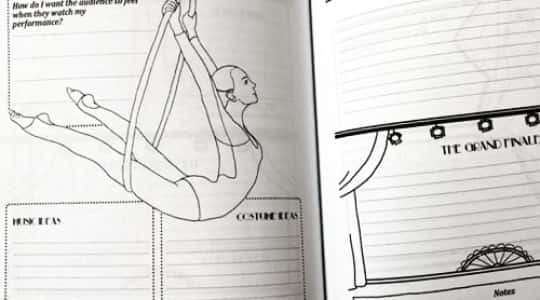 How do I want the audience to feel
when they watch my
performance?
MUSIC IDEAS
COSTUME IDEAS
THE GRAND FINALE
Notes